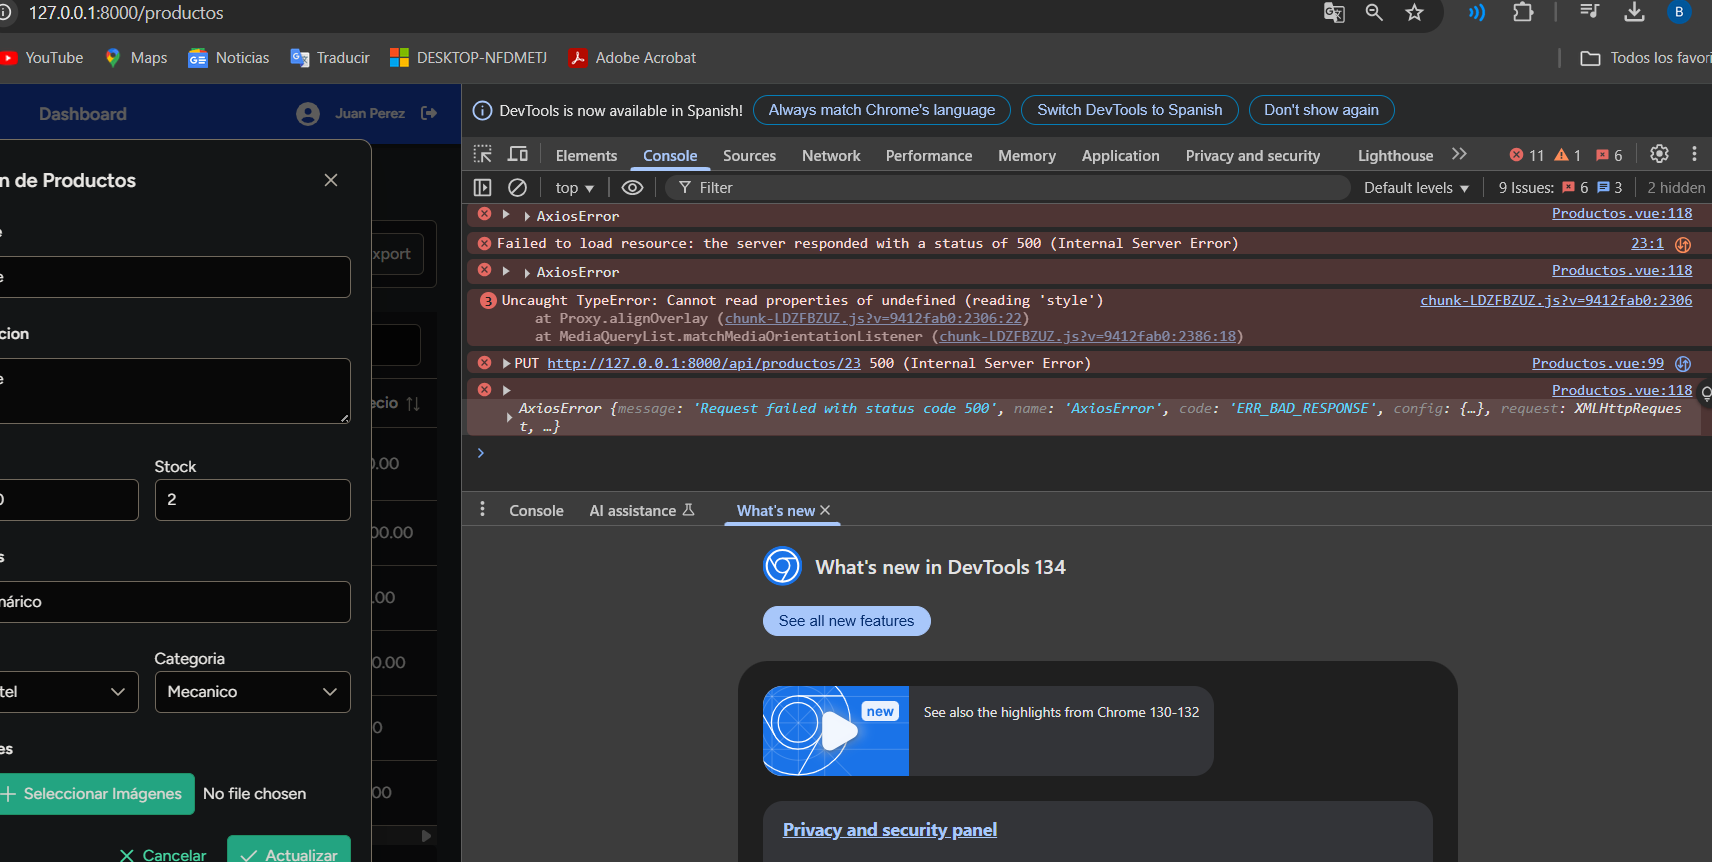 127.0.0.1:8000/productos
YouTube Maps Noticias Traducir DESKTOP-NFDMETJ Adobe Acrobat Todos los favori
Dashboard Juan Perez
DevTools is now available in Spanish! Always match Chrome's language Switch DevTools to Spanish Don't show again
Elements Console Sources Network Performance Memory Application Privacy and security Lighthouse 11 1 6
top Filter Default levels 9 Issues: 6 3 2 hidden
AxiosError Productos.vue:118
Failed to load resource: the server responded with a status of 500 (Internal Server Error) 23:1
AxiosError Productos.vue:118
3 Uncaught TypeError: Cannot read properties of undefined (reading 'style') chunk-LDZFBZUZ.js?v=9412fab0:2306
at Proxy.alignOverlay (chunk-LDZFBZUZ.js?v=9412fab0:2306:22)
at MediaQueryList.matchMediaOrientationListener (chunk-LDZFBZUZ.js?v=9412fab0:2386:18)
PUT http://127.0.0.1:8000/api/productos/23 500 (Internal Server Error) Productos.vue:99
Productos.vue:118
AxiosError {message: 'Request failed with status code 500', name: 'AxiosError', code: 'ERR_BAD_RESPONSE', config: {…}, request: XMLHttpReques
t, …}
Console AI assistance What's new
What's new in DevTools 134
See all new features
new See also the highlights from Chrome 130-132
Privacy and security panel
n de Productos
e
e
xport
cion
e
ecio
0.00
Stock
0 2
00.00
s
.00
márico
Categoria
0.00
tel Mecanico
0
es
Seleccionar Imágenes No file chosen
00
Cancelar Actualizar
B